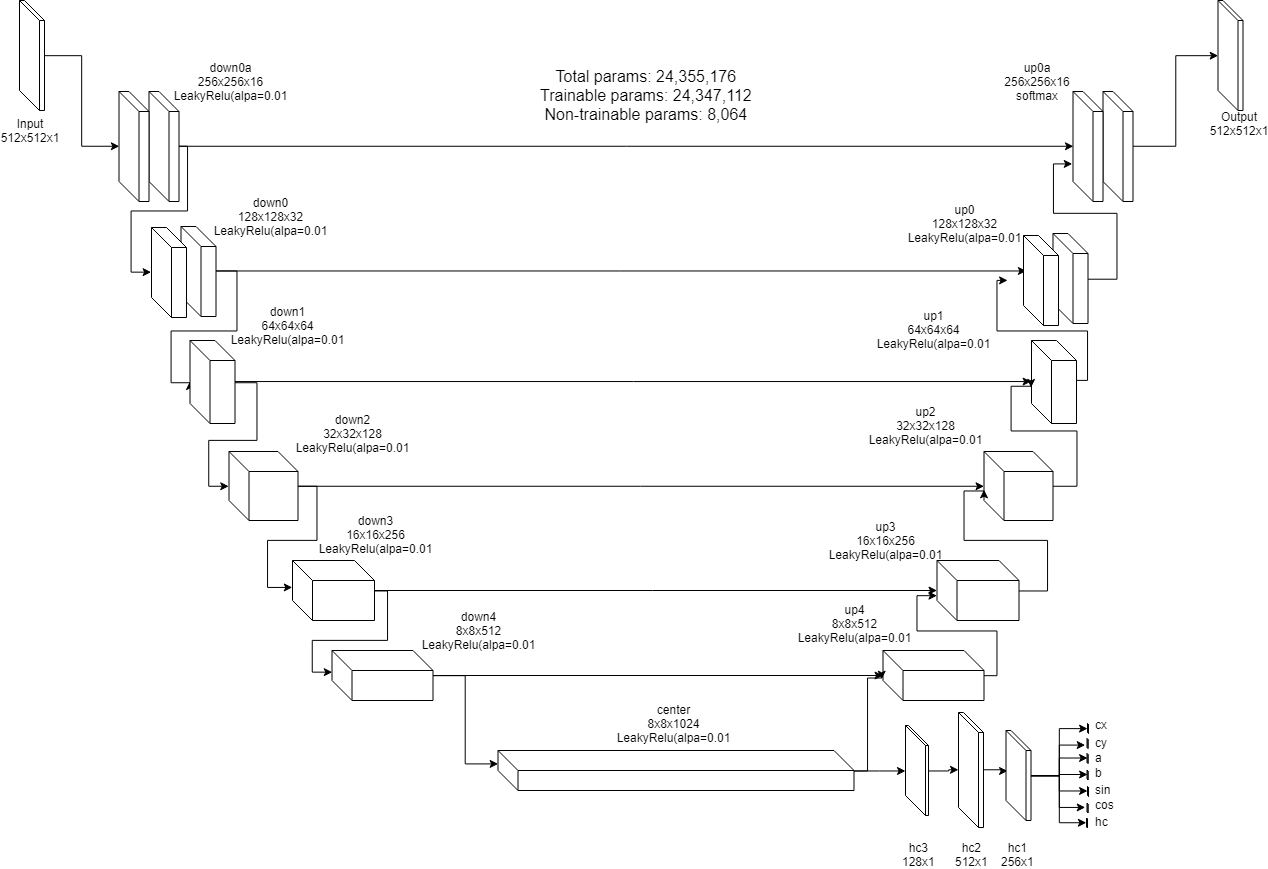 Input
512x512x1
down0a
256x256x16
LeakyRelu(alpa=0.01
Total params: 24,355,176
Trainable params: 24,347,112
Non-trainable params: 8,064
up0a
256x256x16
softmax
Output
512x512x1
down0
128x128x32
LeakyRelu(alpa=0.01
up0
128x128x32
LeakyRelu(alpa=0.01
down1
64x64x64
LeakyRelu(alpa=0.01
up1
64x64x64
LeakyRelu(alpa=0.01
down2
32x32x128
LeakyRelu(alpa=0.01
up2
32x32x128
LeakyRelu(alpa=0.01
down3
16x16x256
LeakyRelu(alpa=0.01
up3
16x16x256
LeakyRelu(alpa=0.01
down4
8x8x512
LeakyRelu(alpa=0.01
up4
8x8x512
LeakyRelu(alpa=0.01
center
8x8x1024
LeakyRelu(alpa=0.01
cx
cy
a
b
sin
cos
hc
hc3
128x1
hc2
512x1
hc1
256x1